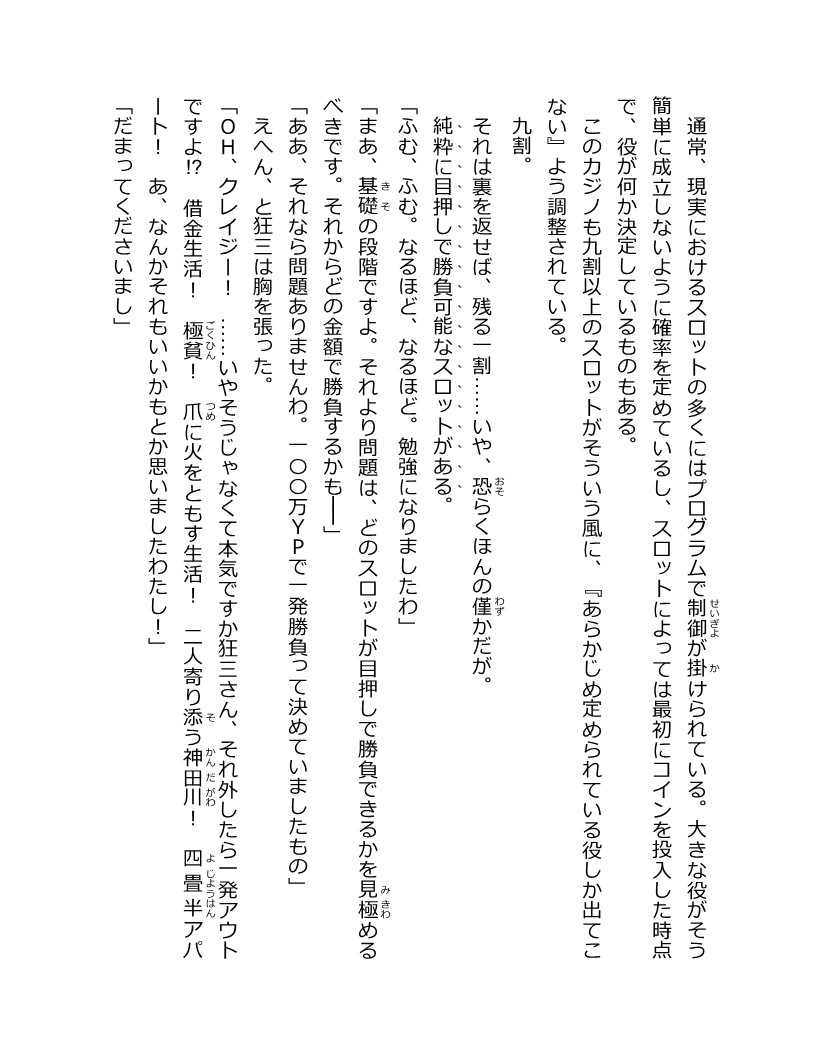 通常、現実におけるスロットの多くにはプログラムで制御が掛けられている。大きな役がそう
簡単に成立しないように確率を定めているし、スロットによっては最初にコインを投入した時点
で、役が何か決定しているものもある。
　このカジノも九割以上のスロットがそういう風に、『あらかじめ定められている役しか出てこ
ない』よう調整されている。
　九割。
　それは裏を返せば、残る一割……いや、恐らくほんの僅かだが。
　純粋に目押しで勝負可能なスロットがある。
「ふむ、ふむ。なるほど、なるほど。勉強になりましたわ」
「まあ、基礎の段階ですよ。それより問題は、どのスロットが目押しで勝負できるかを見極める
べきです。それからどの金額で勝負するかも――」
「ああ、それなら問題ありませんわ。一〇〇万ＹＰで一発勝負って決めていましたもの」
　えへん、と狂三は胸を張った。
「ＯＨ、クレイジー！　……いやそうじゃなくて本気ですか狂三さん、それ外したら一発アウト
ですよ⁉　借金生活！　極貧！　爪に火をともす生活！　二人寄り添う神田川！　四畳半アパ
ート！　あ、なんかそれもいいかもとか思いましたわたし！」
「だまってくださいまし」